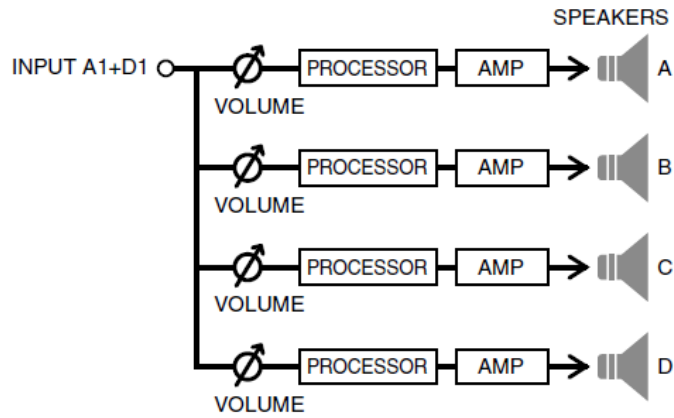 SPEAKERS
INPUT A1+D1
PROCESSOR
AMP
A
VOLUME
PROCESSOR
AMP
B
VOLUME
PROCESSOR
AMP
C
VOLUME
PROCESSOR
AMP
D
VOLUME